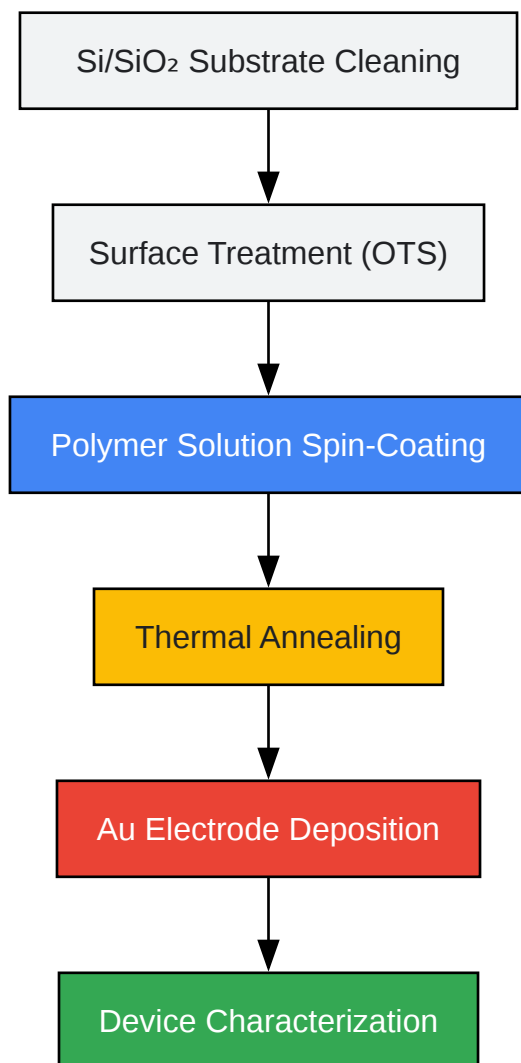 Si/SiO₂ Substrate Cleaning
Surface Treatment (OTS)
Polymer Solution Spin-Coating
Thermal Annealing
Au Electrode Deposition
Device Characterization